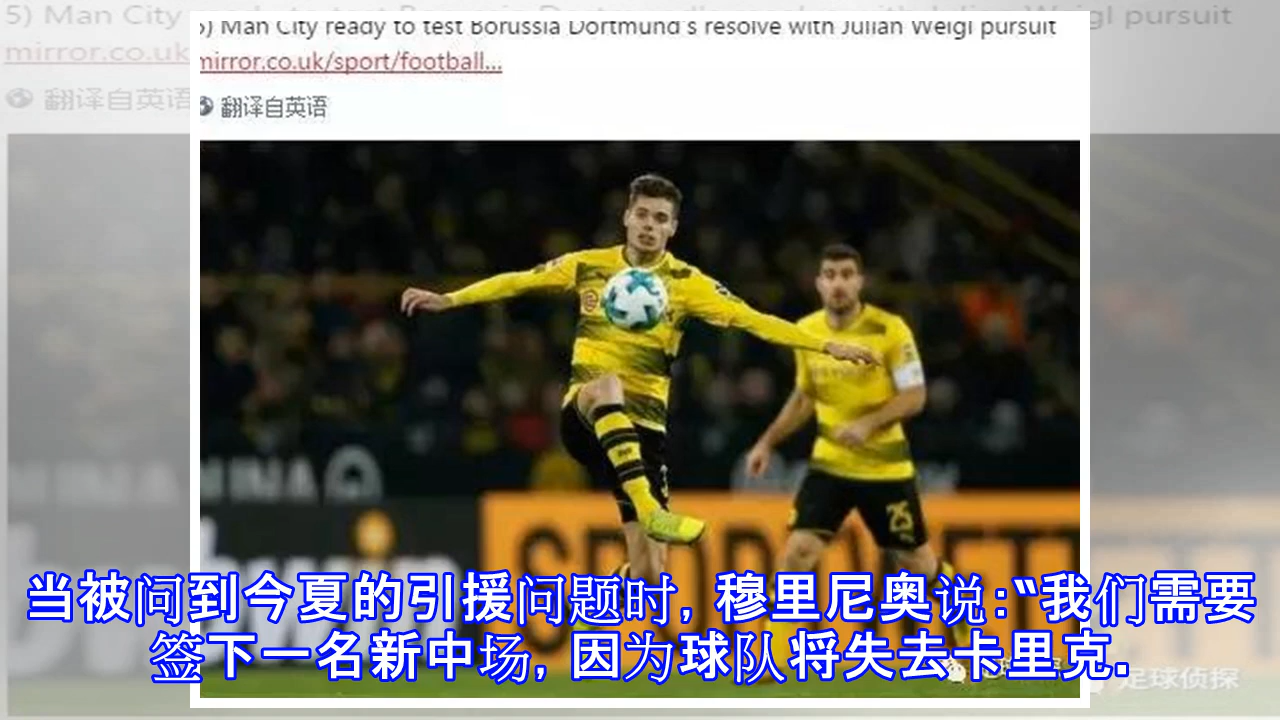 5) Man City ready to test Borussia Dortmund's resolve with Julian Weigl pursuit
mirror.co.uk/sport/football...
翻译自英语
25
当被问到今夏的引援问题时, 穆里尼奥说:“我们需要
签下一名新中场, 因为球队将失去卡里克.
足球侦探